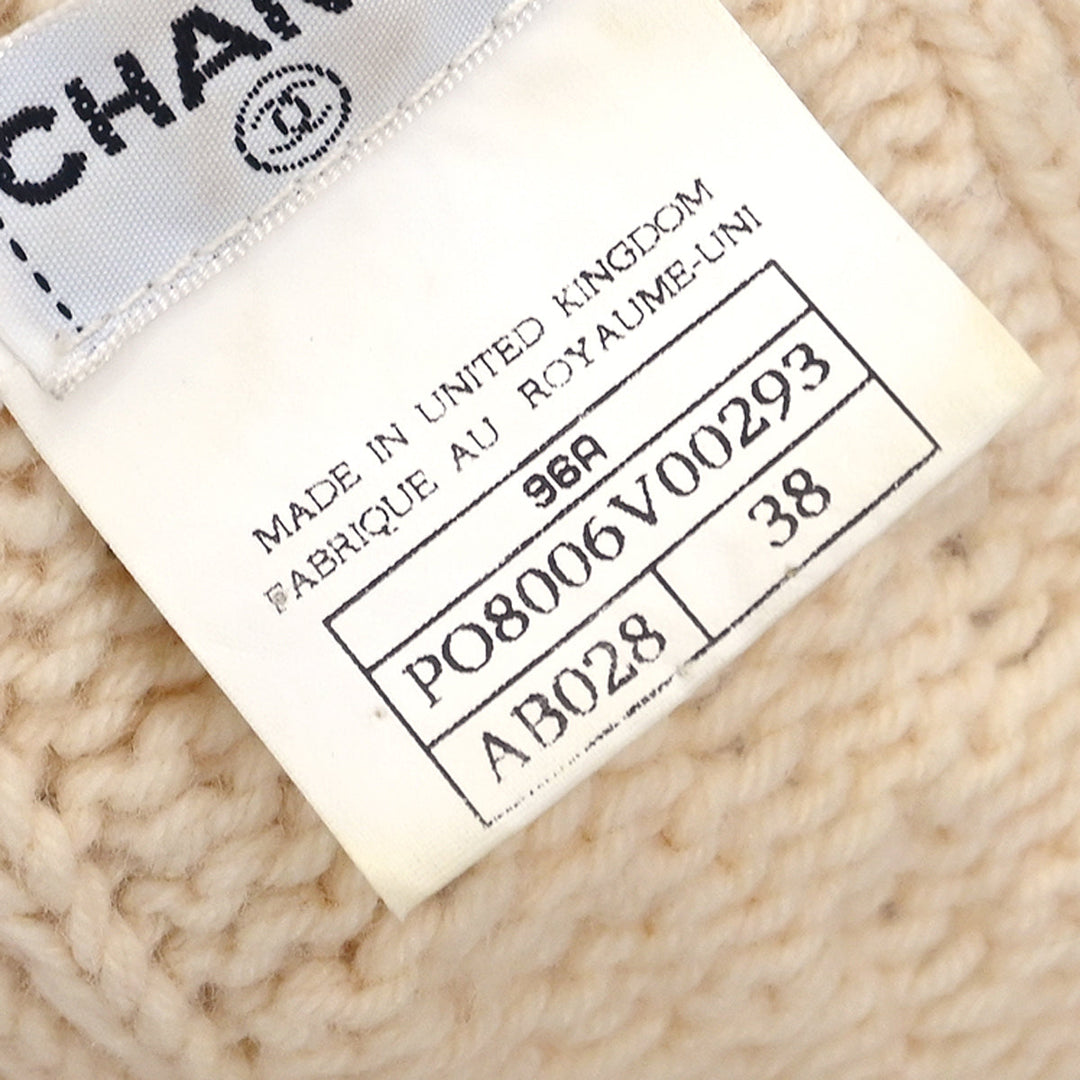 CHAN
MADE IN UNITED KINGDOM
FABRIQUE AU ROYAUME-UNI
96A
PO8006V00293
AB028 38